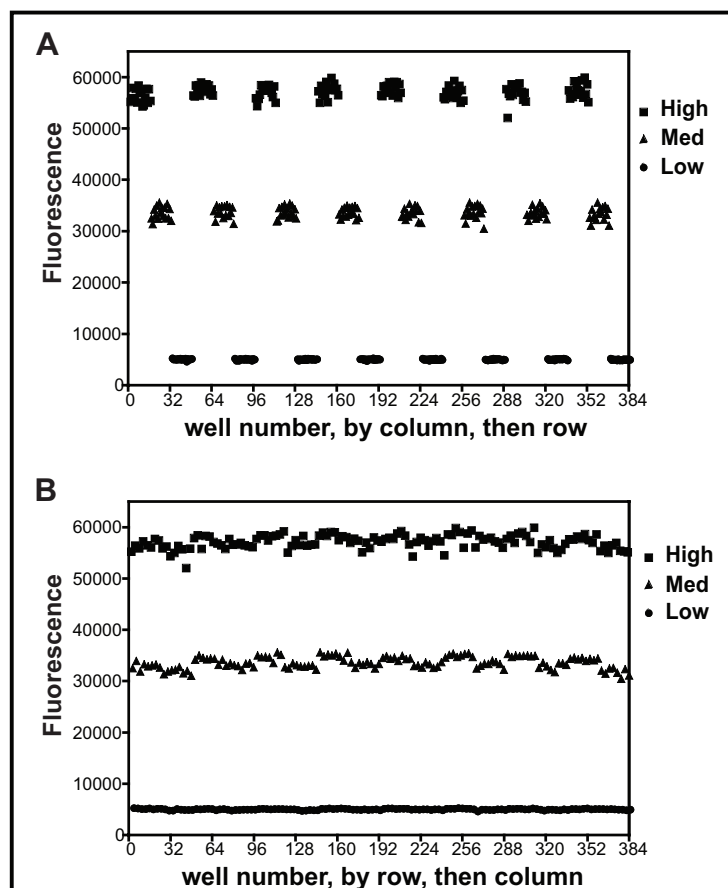 A
60000
50000
40000
30000
20000
10000
0
Fluorescence
0 32 64 96 128 160 192 224 256 288 320 352 384
well number, by column, then row
High
Med
Low
B
60000
50000
40000
30000
20000
10000
0
Fluorescence
0 32 64 96 128 160 192 224 256 288 320 352 384
well number, by row, then column
High
Med
Low